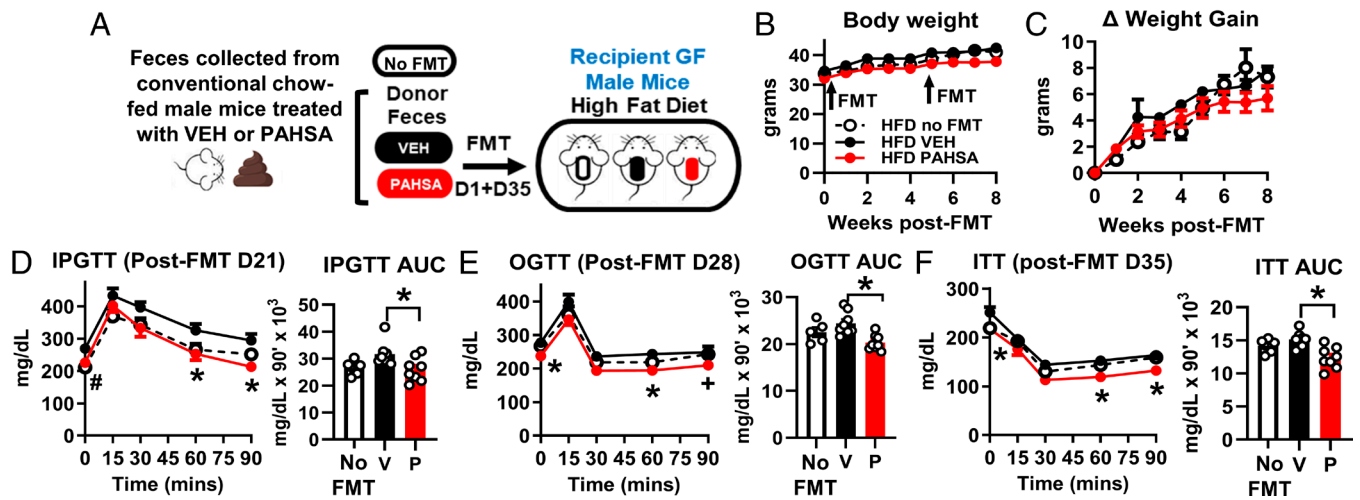 A
Feces collected from
conventional chow-
fed male mice treated
with VEH or PAHSA
No FMT
Donor
Feces
VEH
PAHSA
FMT
D1+D35
Recipient GF
Male Mice
High Fat Diet
B
Body weight
grams
40
30
20
10
0
FMT
FMT
HFD no FMT
HFD VEH
HFD PAHSA
0 2 4 6 8
Weeks post-FMT
C
Δ Weight Gain
grams
10
8
6
4
2
0
0 2 4 6 8
Weeks post-FMT
D
IPGTT (Post-FMT D21)
mg/dL
400
300
200
100
0
#
*
*
0 15 30 45 60 75 90
Time (mins)
IPGTT AUC
mg/dL x 90' x 10³
50
40
30
20
10
0
*
No V P
FMT
E
OGTT (Post-FMT D28)
mg/dL
400
300
200
100
0
*
*
+
0 15 30 45 60 75 90
Time (mins)
OGTT AUC
mg/dL x 90' x 10³
30
20
10
0
*
No V P
FMT
F
ITT (post-FMT D35)
mg/dL
300
200
100
0
*
*
*
0 15 30 45 60 75 90
Time (mins)
ITT AUC
mg/dL x 90' x 10³
20
15
10
5
0
*
No V P
FMT